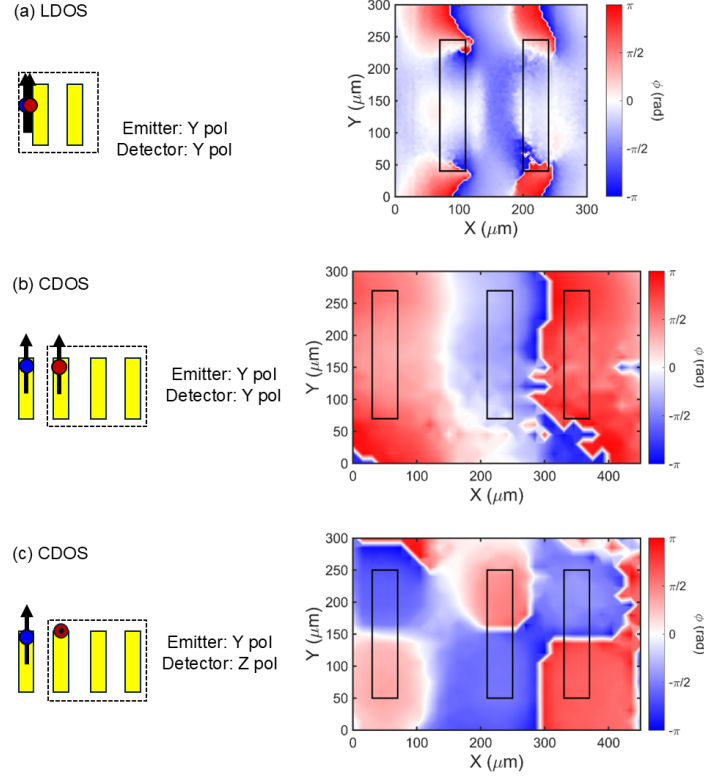 (a) LDOS
Emitter: Y pol
Detector: Y pol
Y (μm)
300
250
200
150
100
50
0
0 100 200 300
X (μm)
π
π/2
0
-π/2
-π
ϕ (rad)
(b) CDOS
Emitter: Y pol
Detector: Y pol
Y (μm)
300
250
200
150
100
50
0
0 100 200 300 400
X (μm)
π
π/2
0
-π/2
-π
ϕ (rad)
(c) CDOS
Emitter: Y pol
Detector: Z pol
Y (μm)
300
250
200
150
100
50
0
0 100 200 300 400
X (μm)
π
π/2
0
-π/2
-π
ϕ (rad)